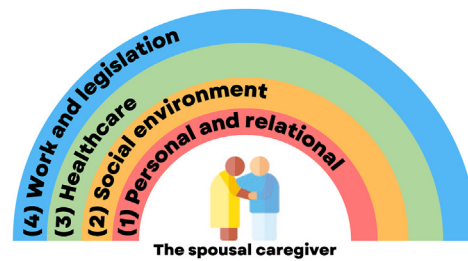 (4) Work and legislation
(3) Healthcare
(2) Social environment
(1) Personal and relational
The spousal caregiver